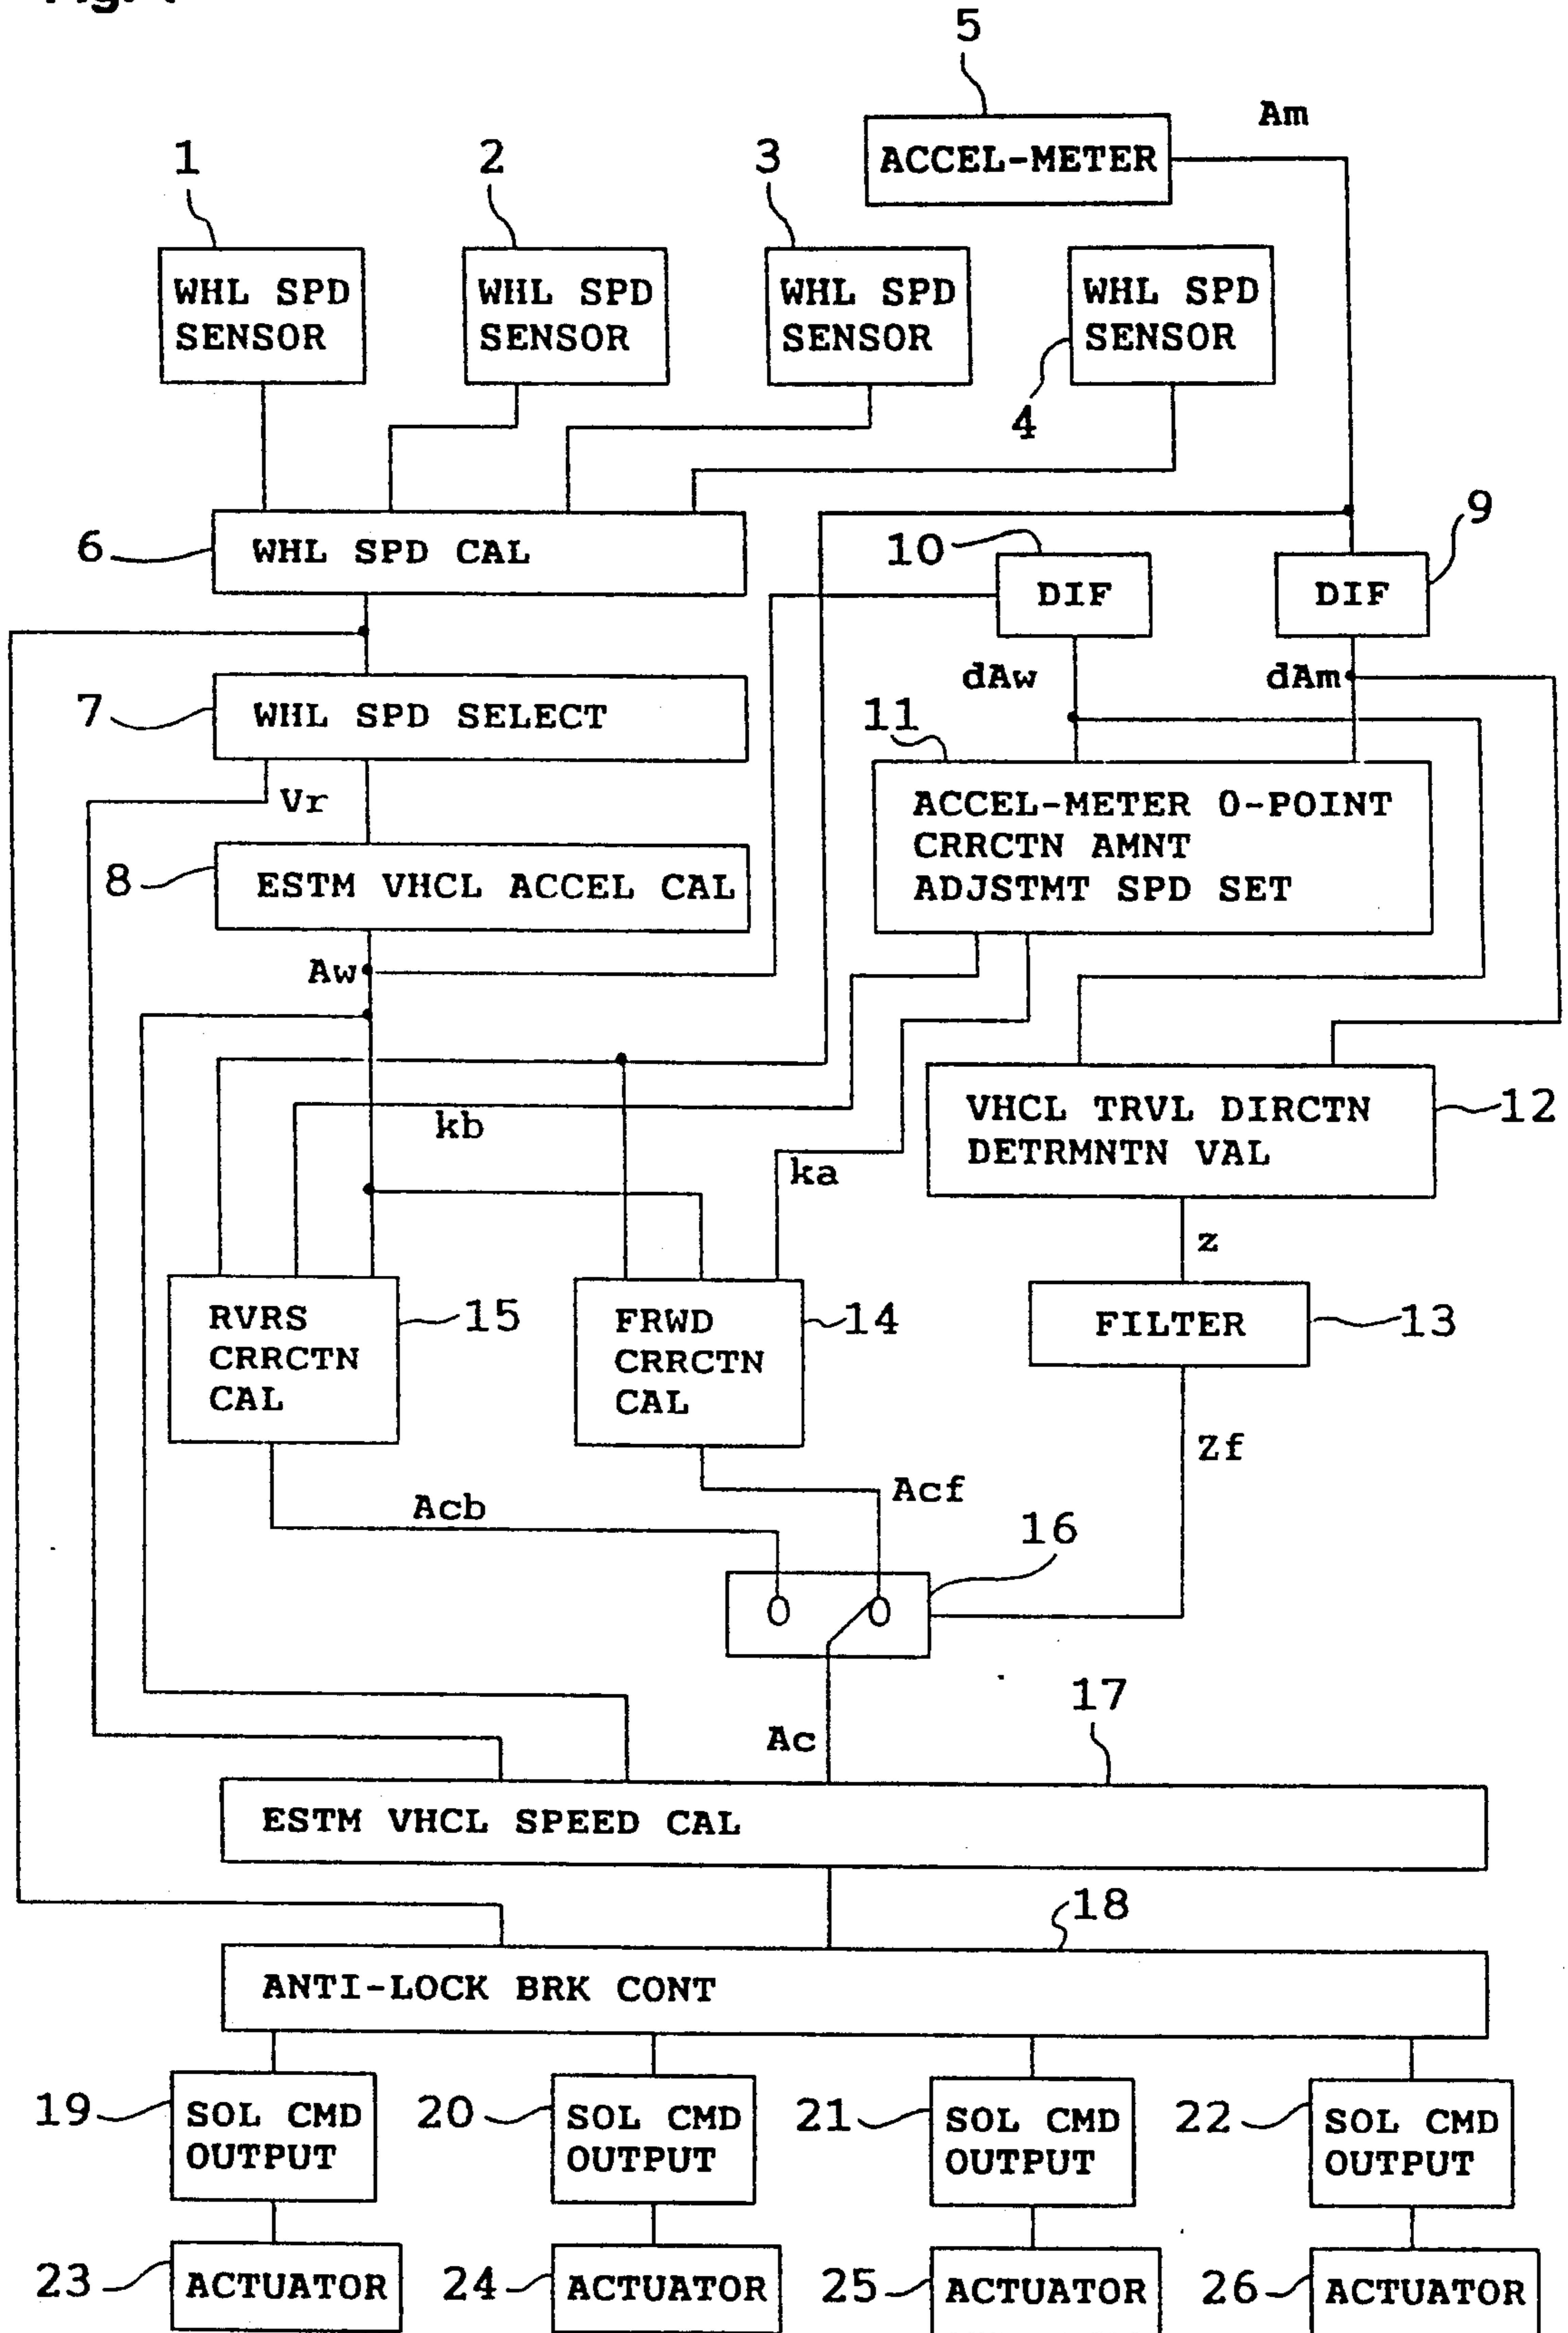 5
Am
ACCEL-METER
1
2
3
WHL SPD
SENSOR
WHL SPD
SENSOR
WHL SPD
SENSOR
WHL SPD
SENSOR
4
9
10
6
WHL SPD CAL
DIF
DIF
dAw
dAm
7
WHL SPD SELECT
11
Vr
ACCEL-METER 0-POINT
CRRCTN AMNT
ADJSTMT SPD SET
8
ESTM VHCL ACCEL CAL
Aw
kb
VHCL TRVL DIRCTN
DETRMNTN VAL
12
ka
z
RVRS
CRRCTN
CAL
15
FRWD
CRRCTN
CAL
14
FILTER
13
Zf
Acf
Acb
16
17
Ac
ESTM VHCL SPEED CAL
18
ANTI-LOCK BRK CONT
19
SOL CMD
OUTPUT
20
SOL CMD
OUTPUT
21
SOL CMD
OUTPUT
22
SOL CMD
OUTPUT
23
ACTUATOR
24
ACTUATOR
25
ACTUATOR
26
ACTUATOR